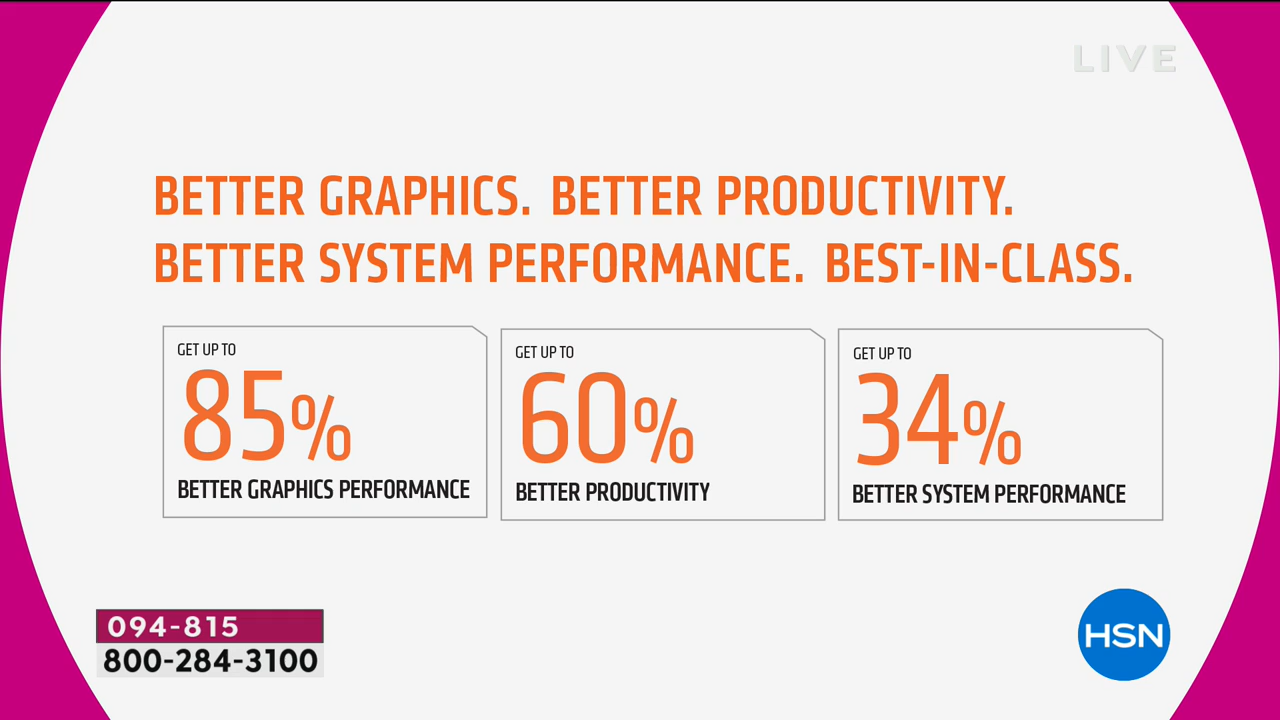 LIVE
BETTER GRAPHICS. BETTER PRODUCTIVITY.
BETTER SYSTEM PERFORMANCE. BEST-IN-CLASS.
GET UP TO
85%
BETTER GRAPHICS PERFORMANCE
GET UP TO
60%
BETTER PRODUCTIVITY
GET UP TO
34%
BETTER SYSTEM PERFORMANCE
094-815
800-284-3100
HSN